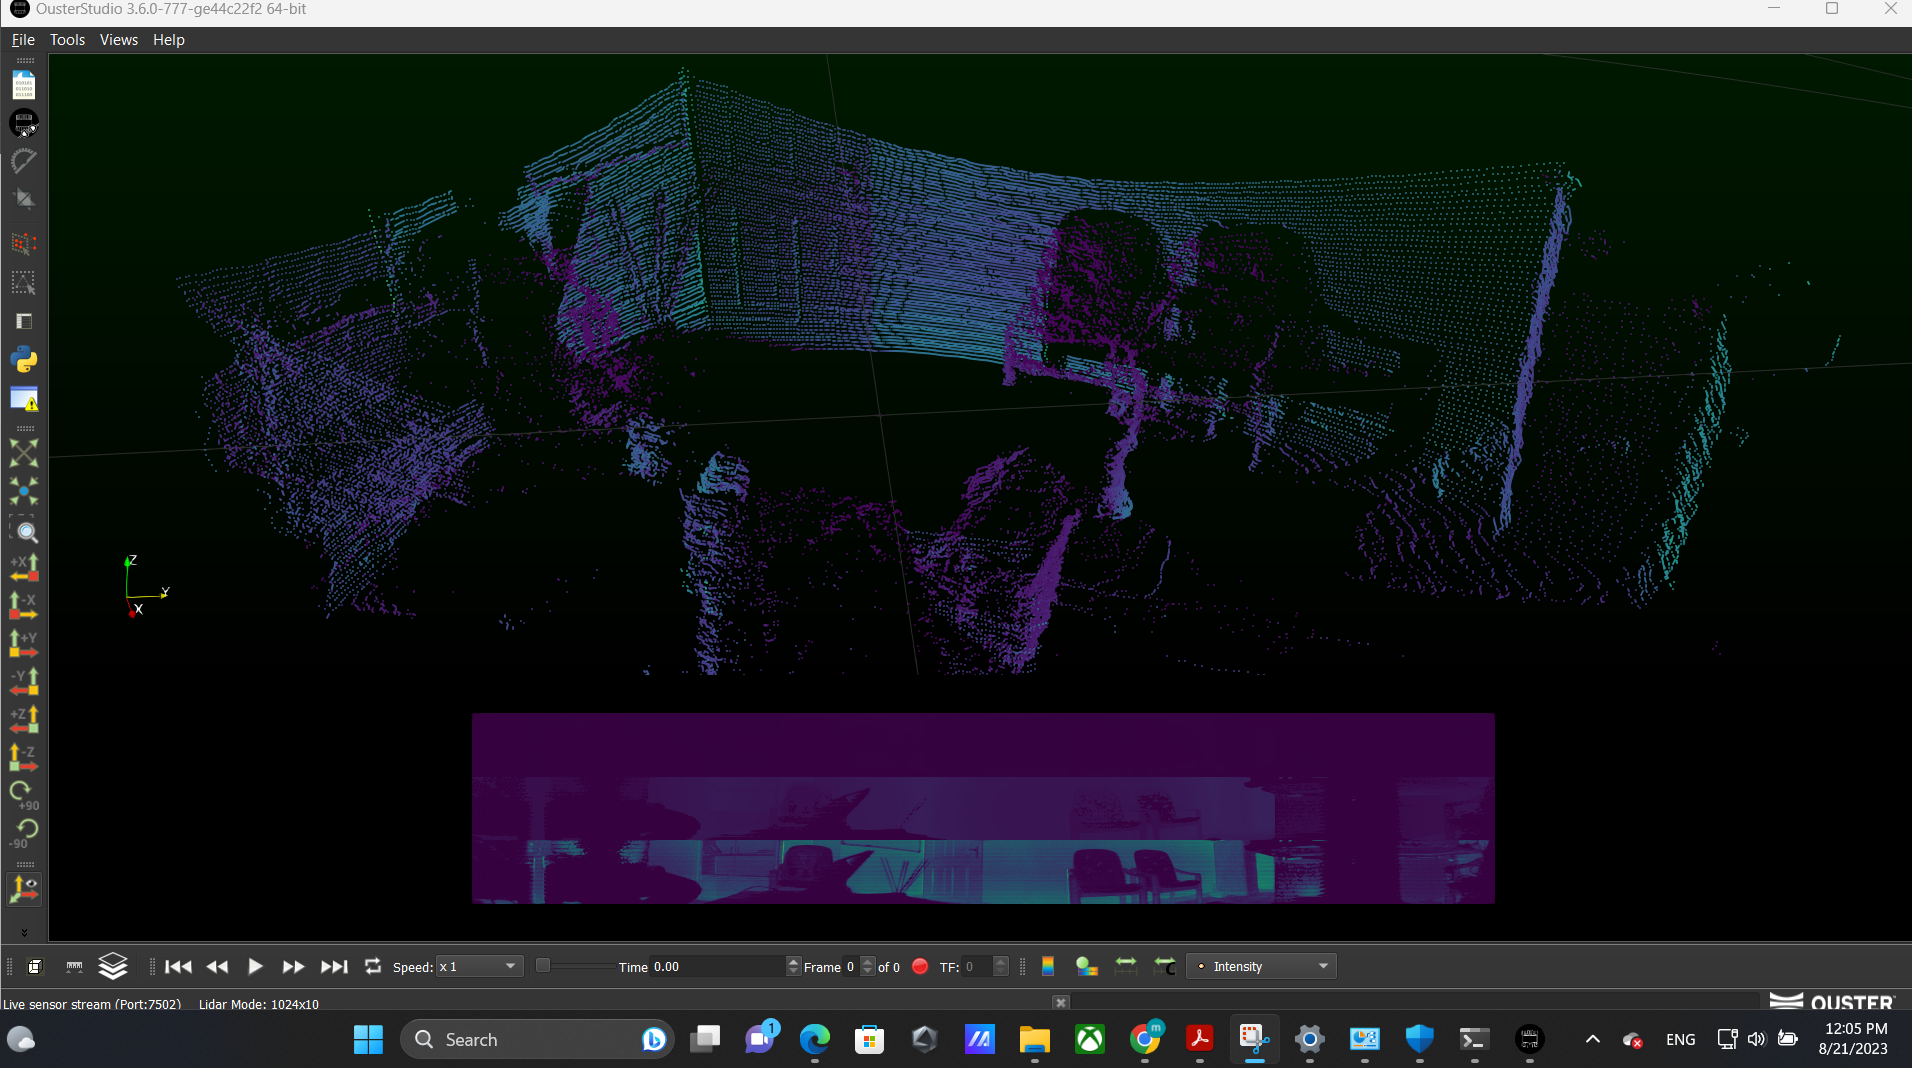 OusterStudio 3.6.0-777-ge44c22f2 64-bit
File Tools Views Help
+X
-X
+Y
-Y
+Z
-Z
+90
-90
Z
Y
X
Speed: x 1 Time 0.00 Frame 0 of 0 TF: 0 Intensity
Live sensor stream (Port:7502) Lidar Mode: 1024x10
OUSTER
Search
1
m
ENG
12:05 PM
8/21/2023